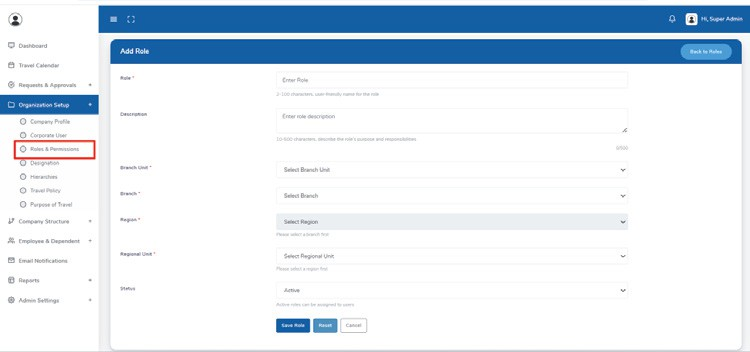 Hi, Super Admin
Dashboard
Travel Calendar
Requests & Approvals +
Organization Setup +
Company Profile
Corporate User
Roles & Permissions
Designation
Hierarchies
Travel Policy
Purpose of Travel
Company Structure +
Employee & Dependent +
Email Notifications
Reports +
Admin Settings +
Add Role
Back to Roles
Role *
Enter Role
2-100 characters, user-friendly name for the role
Description
Enter role description
10-500 characters, describe the role's purpose and responsibilities
Branch Unit *
Select Branch Unit
Branch *
Select Branch
Region *
Select Region
Please select a branch first
Regional Unit *
Select Regional Unit
Please select a region first
Status
Active
Active roles can be assigned to users
Save Role
Reset
Cancel